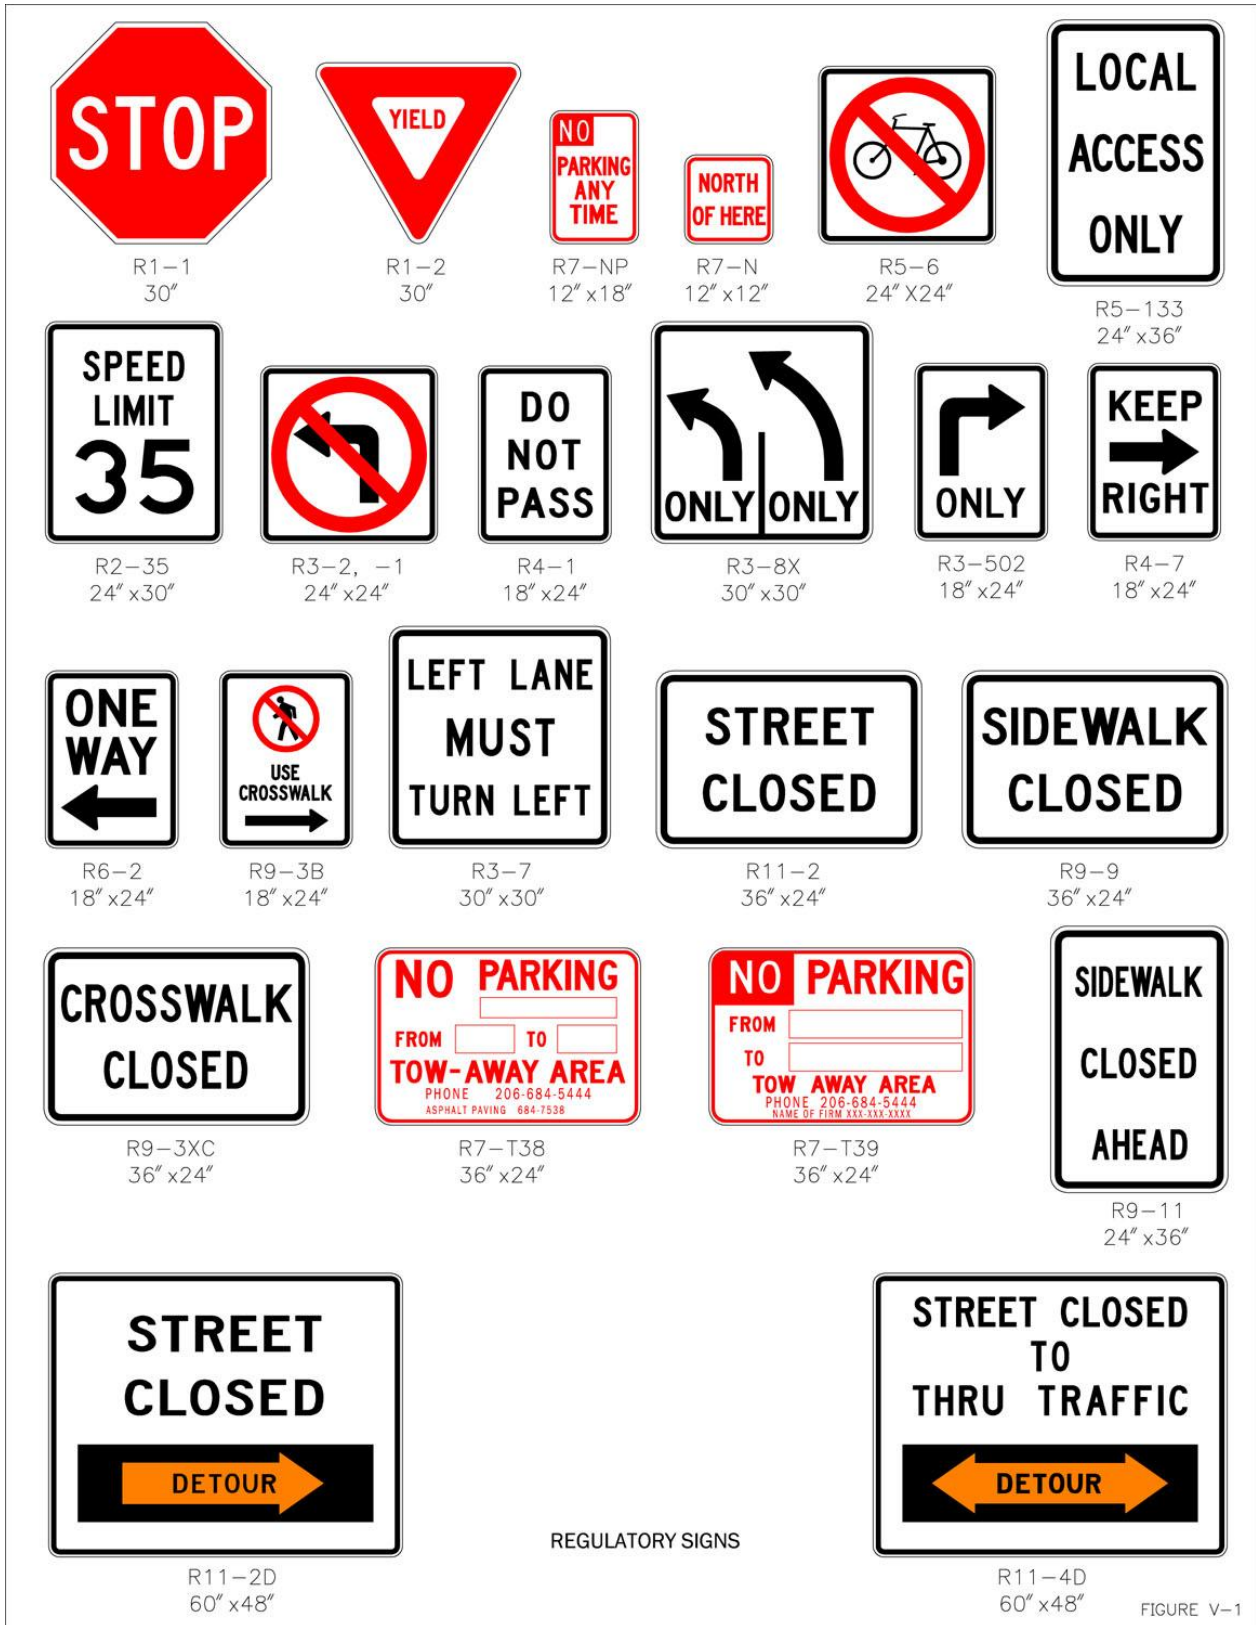 STOP
R1-1
30"
YIELD
R1-2
30"
NO
PARKING
ANY
TIME
R7-NP
12"x18"
NORTH
OF HERE
R7-N
12"x12"
R5-6
24"X24"
LOCAL
ACCESS
ONLY
R5-133
24"x36"
SPEED
LIMIT
35
R2-35
24"x30"
R3-2, -1
24"x24"
DO
NOT
PASS
R4-1
18"x24"
ONLY ONLY
R3-8X
30"x30"
ONLY
R3-502
18"x24"
KEEP
RIGHT
R4-7
18"x24"
ONE
WAY
R6-2
18"x24"
USE
CROSSWALK
R9-3B
18"x24"
LEFT LANE
MUST
TURN LEFT
R3-7
30"x30"
STREET
CLOSED
R11-2
36"x24"
SIDEWALK
CLOSED
R9-9
36"x24"
CROSSWALK
CLOSED
R9-3XC
36"x24"
NO PARKING
FROM TO
TOW-AWAY AREA
PHONE 206-684-5444
ASPHALT PAVING 684-7538
R7-T38
36"x24"
NO PARKING
FROM
TO
TOW AWAY AREA
PHONE 206-684-5444
NAME OF FIRM XXX-XXX-XXXX
R7-T39
36"x24"
SIDEWALK
CLOSED
AHEAD
R9-11
24"x36"
STREET
CLOSED
DETOUR
R11-2D
60"x48"
REGULATORY SIGNS
STREET CLOSED
TO
THRU TRAFFIC
DETOUR
R11-4D
60"x48"
FIGURE V-1